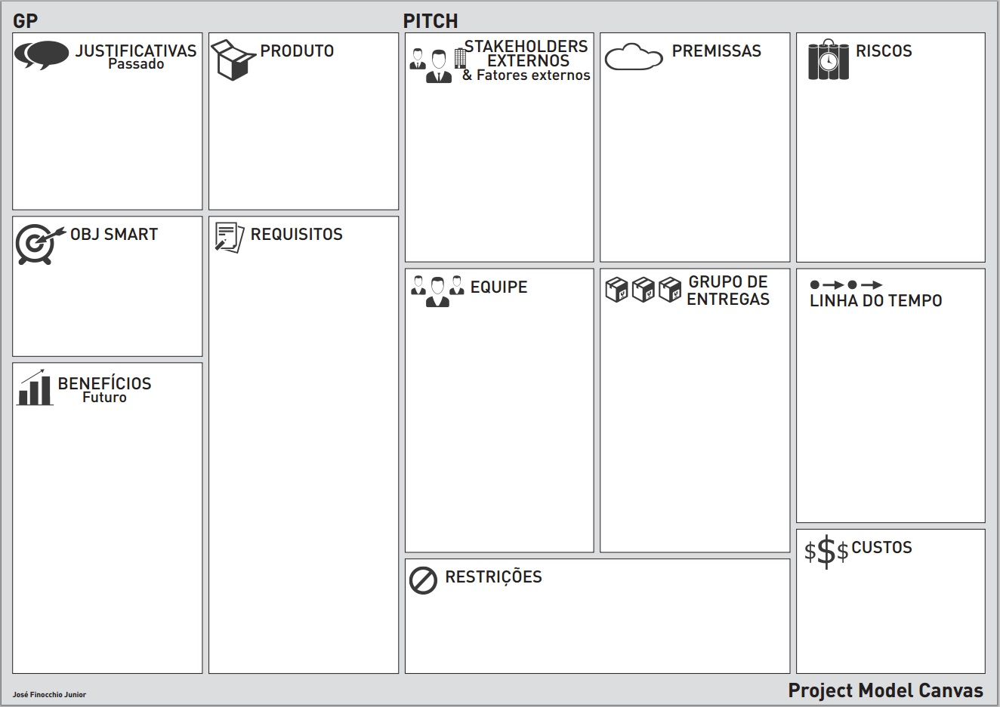 GP
PITCH
JUSTIFICATIVAS
Passado
PRODUTO
STAKEHOLDERS
EXTERNOS
& Fatores externos
PREMISSAS
RISCOS
OBJ SMART
REQUISITOS
EQUIPE
GRUPO DE
ENTREGAS
LINHA DO TEMPO
BENEFÍCIOS
Futuro
$$$ CUSTOS
RESTRIÇÕES
José Finocchio Junior
Project Model Canvas